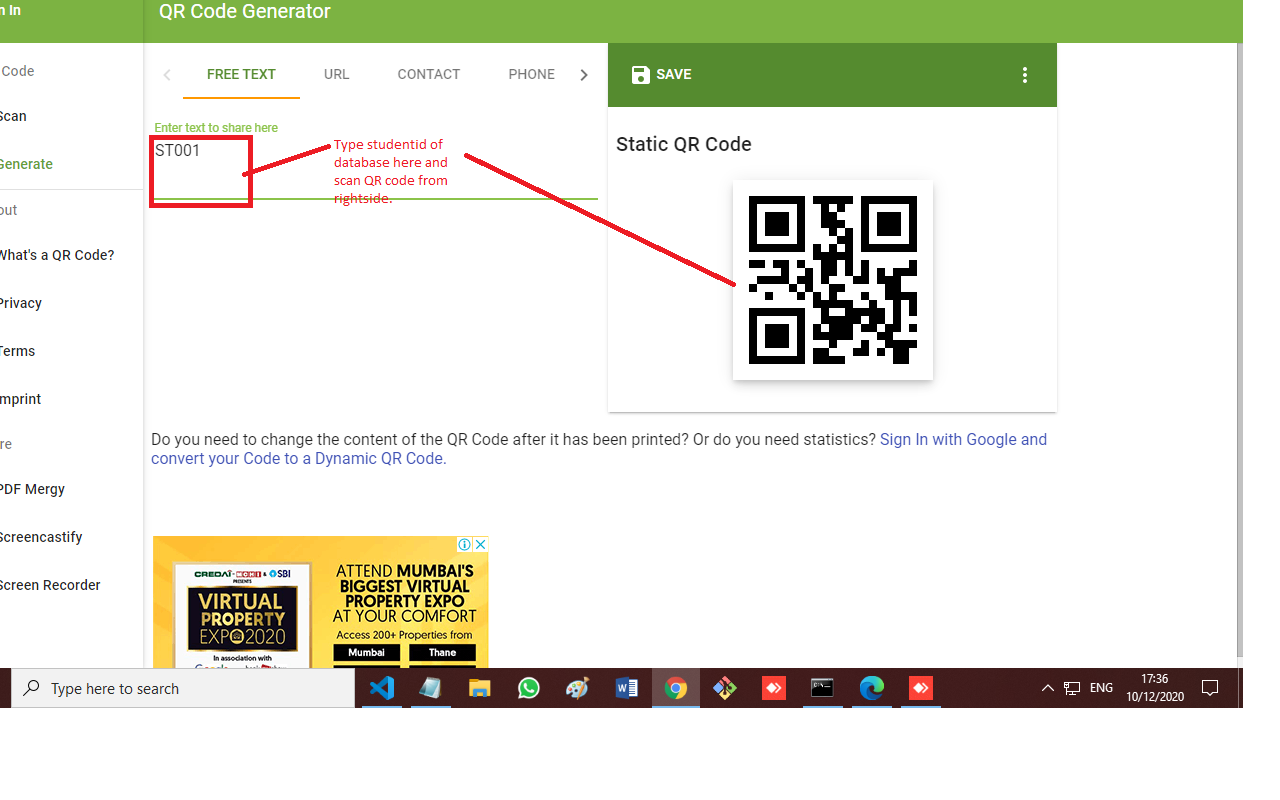 n In
QR Code Generator
Code
Scan
Generate
out
What's a QR Code?
Privacy
Terms
mprint
re
PDF Mergy
Screencastify
Screen Recorder
FREE TEXT URL CONTACT PHONE
Enter text to share here
ST001
Type studentid of
database here and
scan QR code from
rightside.
SAVE
Static QR Code
Do you need to change the content of the QR Code after it has been printed? Or do you need statistics? Sign In with Google and
convert your Code to a Dynamic QR Code.
CREDAI-MCHI & SBI
PRESENTS
VIRTUAL
PROPERTY
EXPO2020
In association with
ATTEND MUMBAI'S
BIGGEST VIRTUAL
PROPERTY EXPO
AT YOUR COMFORT
Access 200+ Properties from
Mumbai Thane
Type here to search
ENG
17:36
10/12/2020